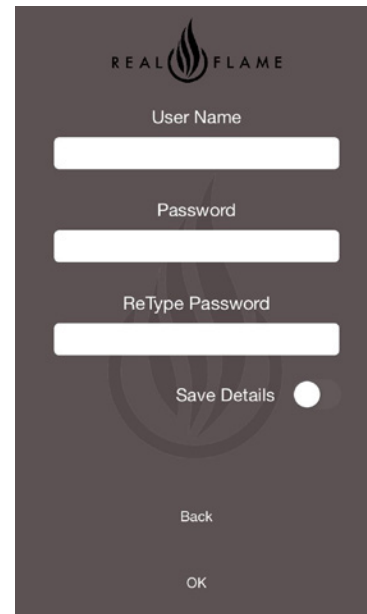 REAL FLAME
User Name
Password
ReType Password
Save Details
Back
OK